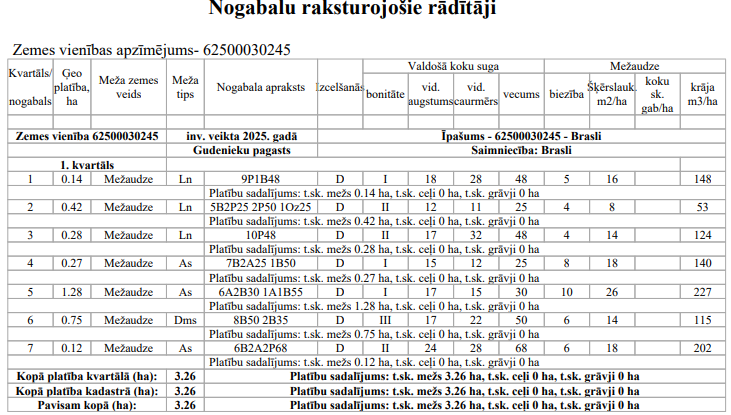 Nogabalu raksturojošie rādītāji
Zemes vienības apzīmējums- 62500030245
Kvartāls/ nogabals Ģeo platība, ha Meža zemes veids Meža tips Nogabala apraksts Izcelšanās Valdošā koku suga Mežaudze
bonitāte vid. augstums vid. caurmērs vecums biezība Šķērslauk. m2/ha koku sk. gab/ha krāja m3/ha
Zemes vienība 62500030245 inv. veikta 2025. gadā Īpašums - 62500030245 - Brasli
Gudenieku pagasts Saimniecība: Brasli
1. kvartāls
1 0.14 Mežaudze Ln 9P1B48 D I 18 28 48 5 16 148
Platību sadalījums: t.sk. mežs 0.14 ha, t.sk. ceļi 0 ha, t.sk. grāvji 0 ha
2 0.42 Mežaudze Ln 5B2P25 2P50 1Oz25 D II 12 11 25 4 8 53
Platību sadalījums: t.sk. mežs 0.42 ha, t.sk. ceļi 0 ha, t.sk. grāvji 0 ha
3 0.28 Mežaudze Ln 10P48 D II 17 32 48 4 14 124
Platību sadalījums: t.sk. mežs 0.28 ha, t.sk. ceļi 0 ha, t.sk. grāvji 0 ha
4 0.27 Mežaudze As 7B2A25 1B50 D I 15 12 25 8 18 140
Platību sadalījums: t.sk. mežs 0.27 ha, t.sk. ceļi 0 ha, t.sk. grāvji 0 ha
5 1.28 Mežaudze As 6A2B30 1A1B55 D I 17 15 30 10 26 227
Platību sadalījums: t.sk. mežs 1.28 ha, t.sk. ceļi 0 ha, t.sk. grāvji 0 ha
6 0.75 Mežaudze Dms 8B50 2B35 D III 17 22 50 6 14 115
Platību sadalījums: t.sk. mežs 0.75 ha, t.sk. ceļi 0 ha, t.sk. grāvji 0 ha
7 0.12 Mežaudze As 6B2A2P68 D II 24 28 68 6 18 202
Platību sadalījums: t.sk. mežs 0.12 ha, t.sk. ceļi 0 ha, t.sk. grāvji 0 ha
Kopā platība kvartālā (ha): 3.26 Platību sadalījums: t.sk. mežs 3.26 ha, t.sk. ceļi 0 ha, t.sk. grāvji 0 ha
Kopā platība kadastrā (ha): 3.26 Platību sadalījums: t.sk. mežs 3.26 ha, t.sk. ceļi 0 ha, t.sk. grāvji 0 ha
Pavisam kopā (ha): 3.26 Platību sadalījums: t.sk. mežs 3.26 ha, t.sk. ceļi 0 ha, t.sk. grāvji 0 ha